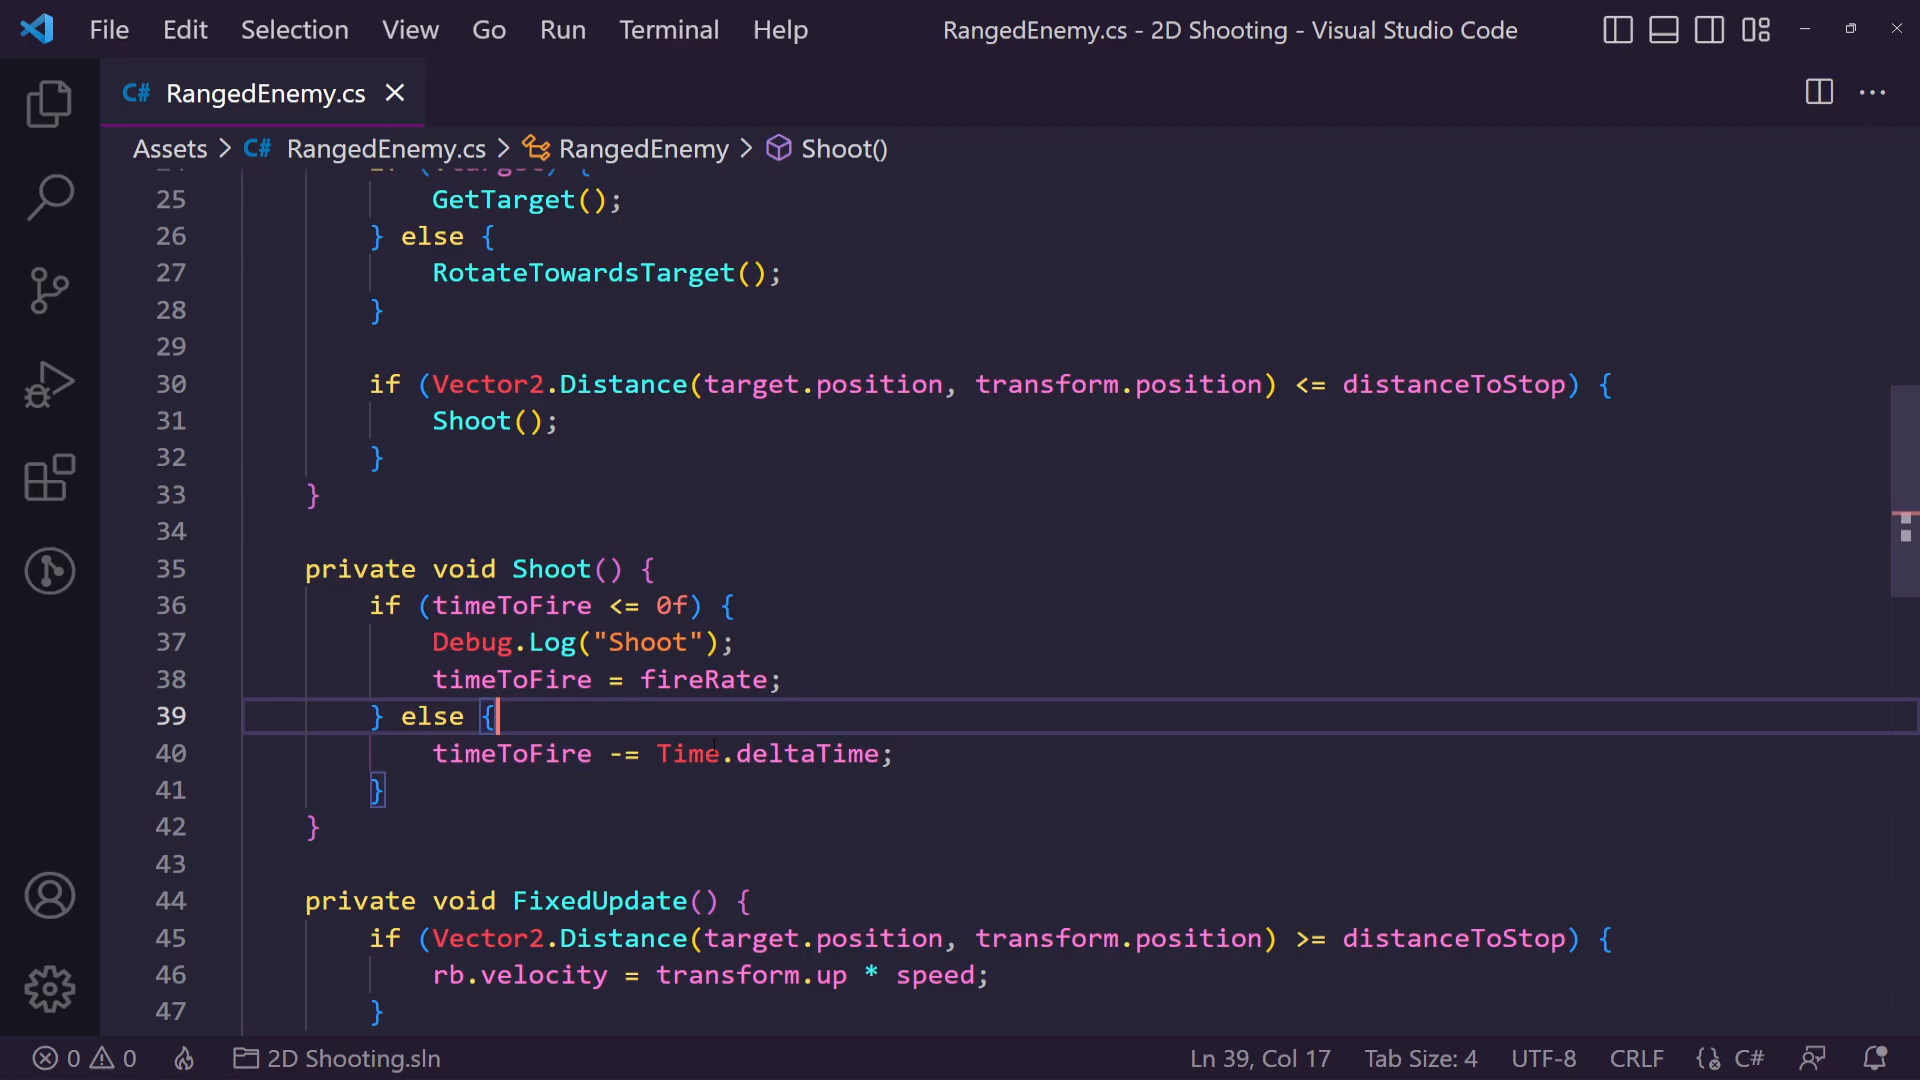 File Edit Selection View Go Run Terminal Help RangedEnemy.cs - 2D Shooting - Visual Studio Code
C# RangedEnemy.cs
Assets > C# RangedEnemy.cs > RangedEnemy > Shoot()
25 GetTarget();
26 } else {
27 RotateTowardsTarget();
28 }
29
30 if (Vector2.Distance(target.position, transform.position) <= distanceToStop) {
31 Shoot();
32 }
33 }
34
35 private void Shoot() {
36 if (timeToFire <= 0f) {
37 Debug.Log("Shoot");
38 timeToFire = fireRate;
39 } else {
40 timeToFire -= Time.deltaTime;
41 }
42 }
43
44 private void FixedUpdate() {
45 if (Vector2.Distance(target.position, transform.position) >= distanceToStop) {
46 rb.velocity = transform.up * speed;
47 }
0 0 2D Shooting.sln Ln 39, Col 17 Tab Size: 4 UTF-8 CRLF C#